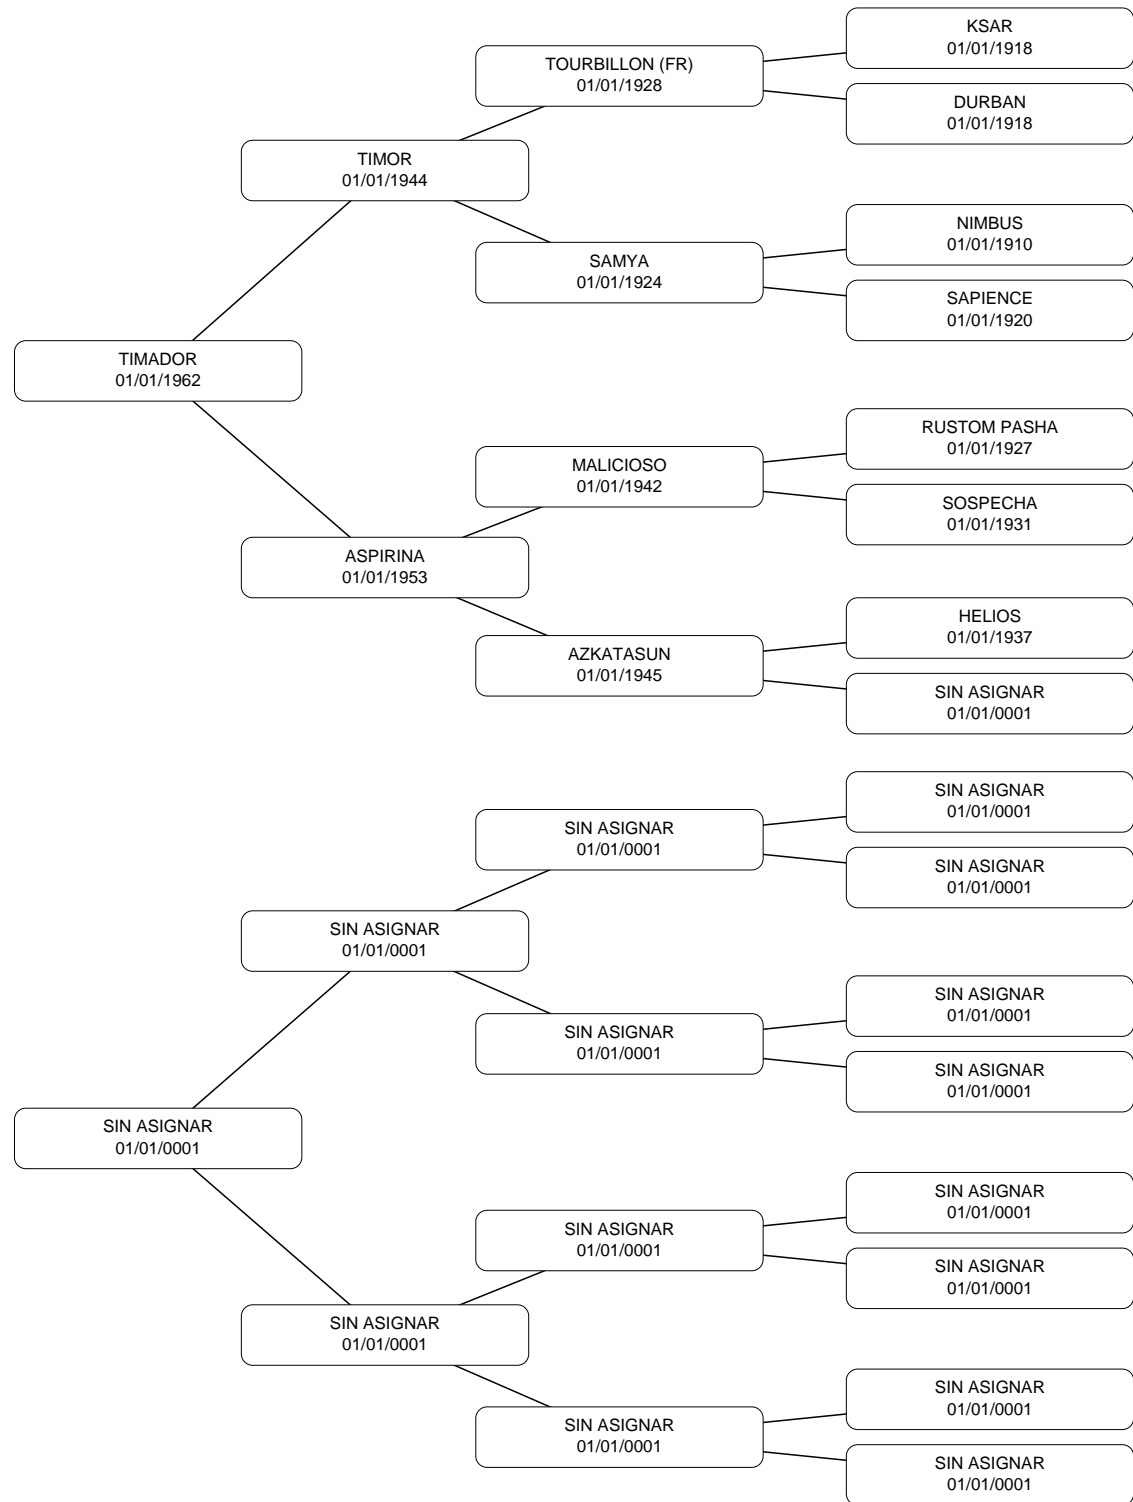 KSAR
01/01/1918
TOURBILLON (FR)
01/01/1928
DURBAN
01/01/1918
TIMOR
01/01/1944
NIMBUS
01/01/1910
SAMYA
01/01/1924
SAPIENCE
01/01/1920
TIMADOR
01/01/1962
RUSTOM PASHA
01/01/1927
MALICIOSO
01/01/1942
SOSPECHA
01/01/1931
ASPIRINA
01/01/1953
HELIOS
01/01/1937
AZKATASUN
01/01/1945
SIN ASIGNAR
01/01/0001
SIN ASIGNAR
01/01/0001
SIN ASIGNAR
01/01/0001
SIN ASIGNAR
01/01/0001
SIN ASIGNAR
01/01/0001
SIN ASIGNAR
01/01/0001
SIN ASIGNAR
01/01/0001
SIN ASIGNAR
01/01/0001
SIN ASIGNAR
01/01/0001
SIN ASIGNAR
01/01/0001
SIN ASIGNAR
01/01/0001
SIN ASIGNAR
01/01/0001
SIN ASIGNAR
01/01/0001
SIN ASIGNAR
01/01/0001
SIN ASIGNAR
01/01/0001
SIN ASIGNAR
01/01/0001